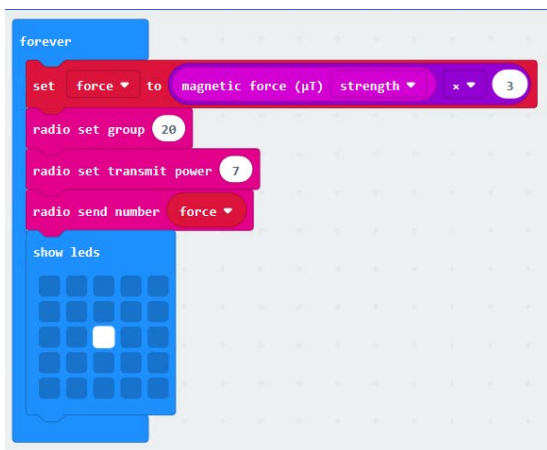 forever
set force to magnetic force (µT) strength × 3
radio set group 20
radio set transmit power 7
radio send number force
show leds